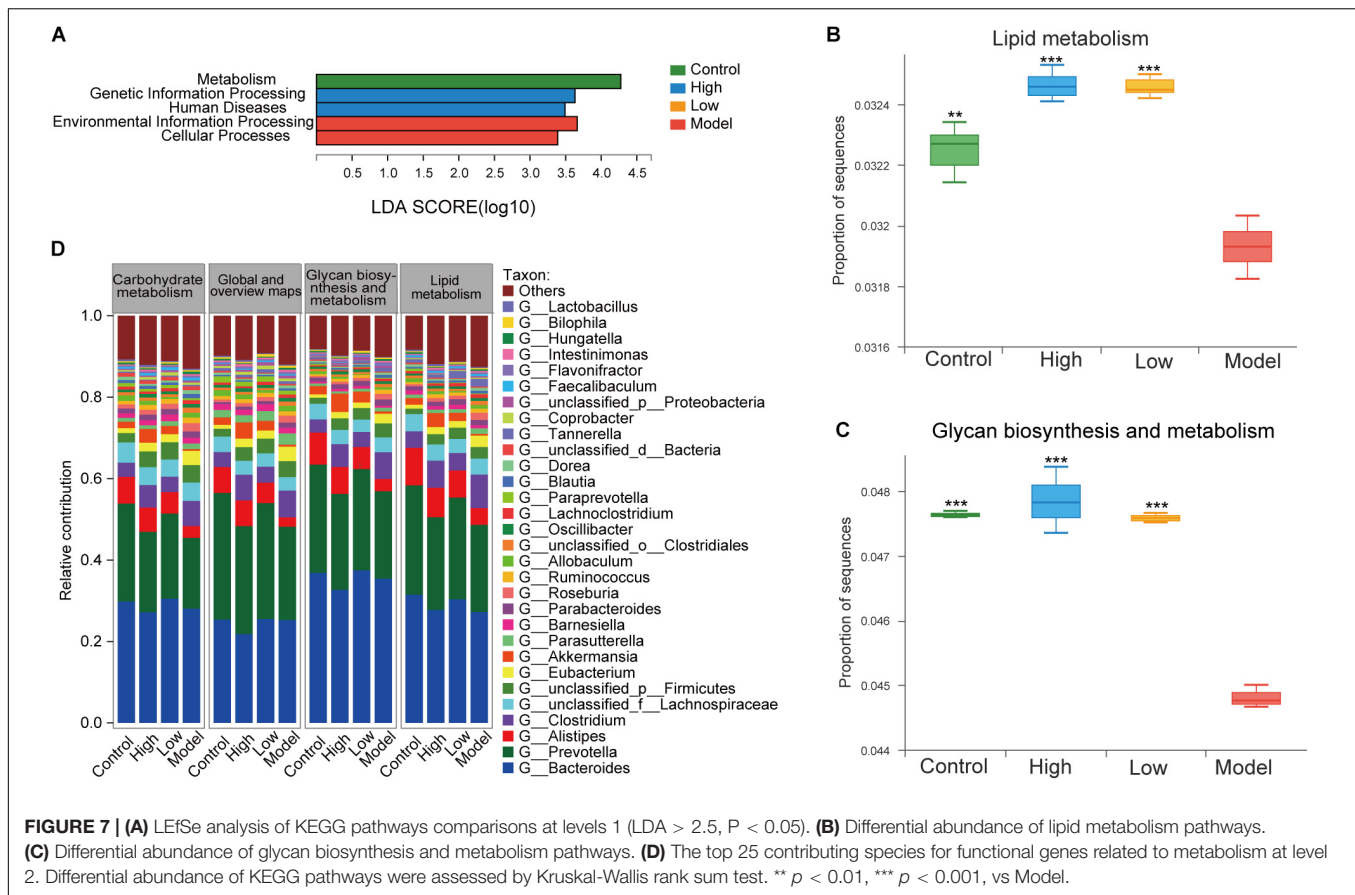 A
Metabolism
Genetic Information Processing
Human Diseases
Environmental Information Processing
Cellular Processes
0.5 1.0 1.5 2.0 2.5 3.0 3.5 4.0 4.5
LDA SCORE(log10)
Control
High
Low
Model
B
Lipid metabolism
Proportion of sequences
0.0324
0.0322
0.032
0.0318
0.0316
**
***
***
Control High Low Model
C
Glycan biosynthesis and metabolism
Proportion of sequences
0.048
0.047
0.046
0.045
0.044
***
***
***
Control High Low Model
D
Carbohydrate
metabolism
Global and
overview maps
Glycan biosy-
nthesis and
metabolism
Lipid
metabolism
Relative contribution
1.0
0.8
0.6
0.4
0.2
0.0
Control High Low Model Control High Low Model Control High Low Model Control High Low Model
Taxon:
Others
G__Lactobacillus
G__Bilophila
G__Hungatella
G__Intestinimonas
G__Flavonifractor
G__Faecalibaculum
G__unclassified_p__Proteobacteria
G__Coprobacter
G__Tannerella
G__unclassified_d__Bacteria
G__Dorea
G__Blautia
G__Paraprevotella
G__Lachnoclostridium
G__Oscillibacter
G__unclassified_o__Clostridiales
G__Allobaculum
G__Ruminococcus
G__Roseburia
G__Parabacteroides
G__Barnesiella
G__Parasutterella
G__Akkermansia
G__Eubacterium
G__unclassified_p__Firmicutes
G__unclassified_f__Lachnospiraceae
G__Clostridium
G__Alistipes
G__Prevotella
G__Bacteroides
FIGURE 7 | (A) LEfSe analysis of KEGG pathways comparisons at levels 1 (LDA > 2.5, P < 0.05). (B) Differential abundance of lipid metabolism pathways.
(C) Differential abundance of glycan biosynthesis and metabolism pathways. (D) The top 25 contributing species for functional genes related to metabolism at level
2. Differential abundance of KEGG pathways were assessed by Kruskal-Wallis rank sum test. ** p < 0.01, *** p < 0.001, vs Model.